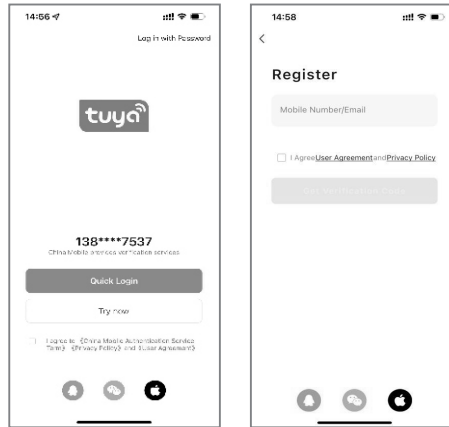 14:56
Log in with Password
tuya
138****7537
China Mobile provides verification services
Quick Login
Try now
I agree to 《China Mobile Authentication Service
Term》 《Privacy Policy》 and 《User Agreement》
14:58
Register
Mobile Number/Email
I Agree User Agreement and Privacy Policy
Get Verification Code